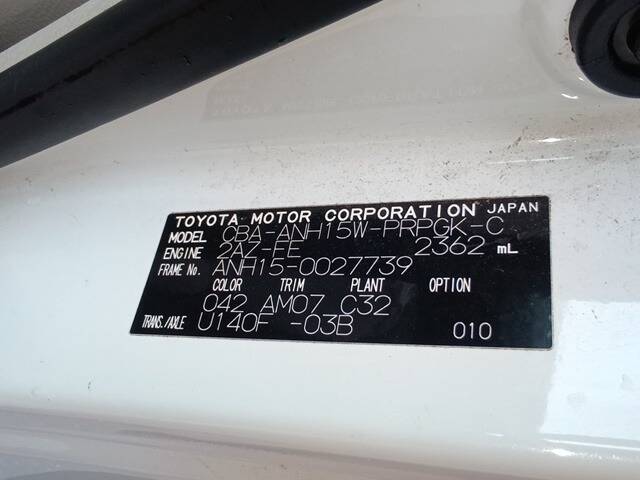 TOYOTA MOTOR CORPORATION JAPAN
MODEL CBA-ANH15W-PRPGK-C
ENGINE 2AZ-FE 2362 mL
FRAME No. ANH15-0027739
COLOR TRIM PLANT OPTION
042 AM07 C32
TRANS./AXLE U140F -03B 010